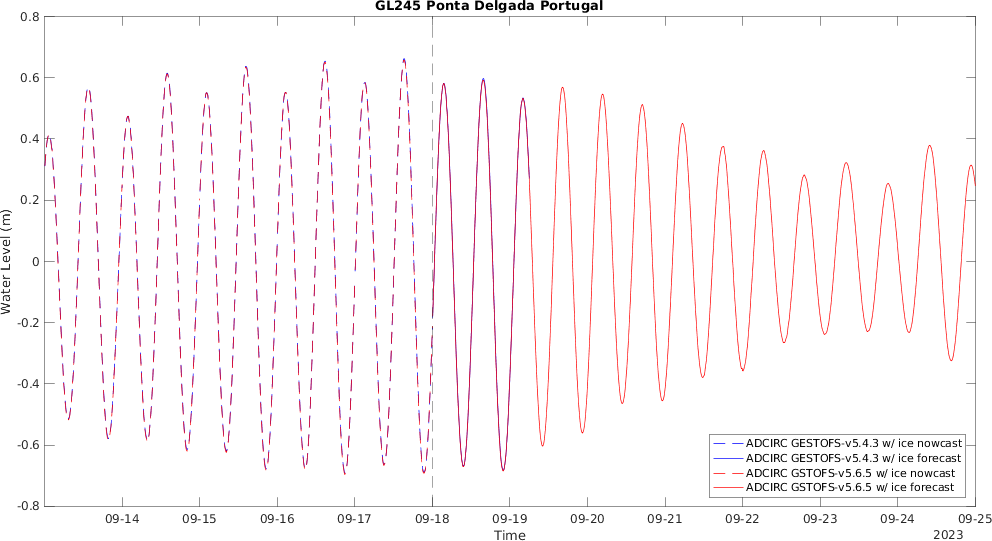 GL245 Ponta Delgada Portugal
0.8
0.6
0.4
0.2
0
-0.2
-0.4
-0.6
-0.8
Water Level (m)
ADCIRC GESTOFS-v5.4.3 w/ ice nowcast
ADCIRC GESTOFS-v5.4.3 w/ ice forecast
ADCIRC GSTOFS-v5.6.5 w/ ice nowcast
ADCIRC GSTOFS-v5.6.5 w/ ice forecast
09-14 09-15 09-16 09-17 09-18 09-19 09-20 09-21 09-22 09-23 09-24 09-25
Time
2023